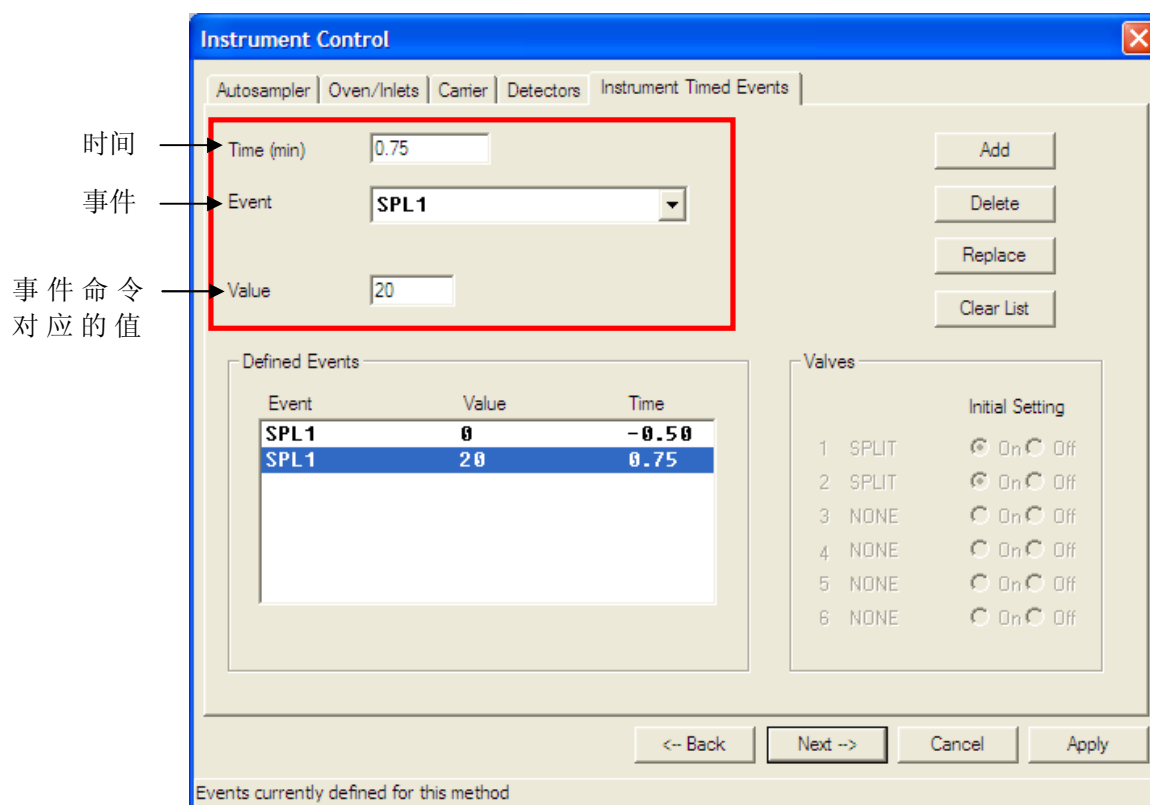 Instrument Control
Autosampler Oven/Inlets Carrier Detectors Instrument Timed Events
时间
Time (min) 0.75
Add
事件
Event SPL1
Delete
Replace
事件命令
对应的值
Value 20
Clear List
Defined Events
Event Value Time
SPL1 0 -0.50
SPL1 20 0.75
Valves
Initial Setting
1 SPLIT On Off
2 SPLIT On Off
3 NONE On Off
4 NONE On Off
5 NONE On Off
6 NONE On Off
<-- Back Next --> Cancel Apply
Events currently defined for this method